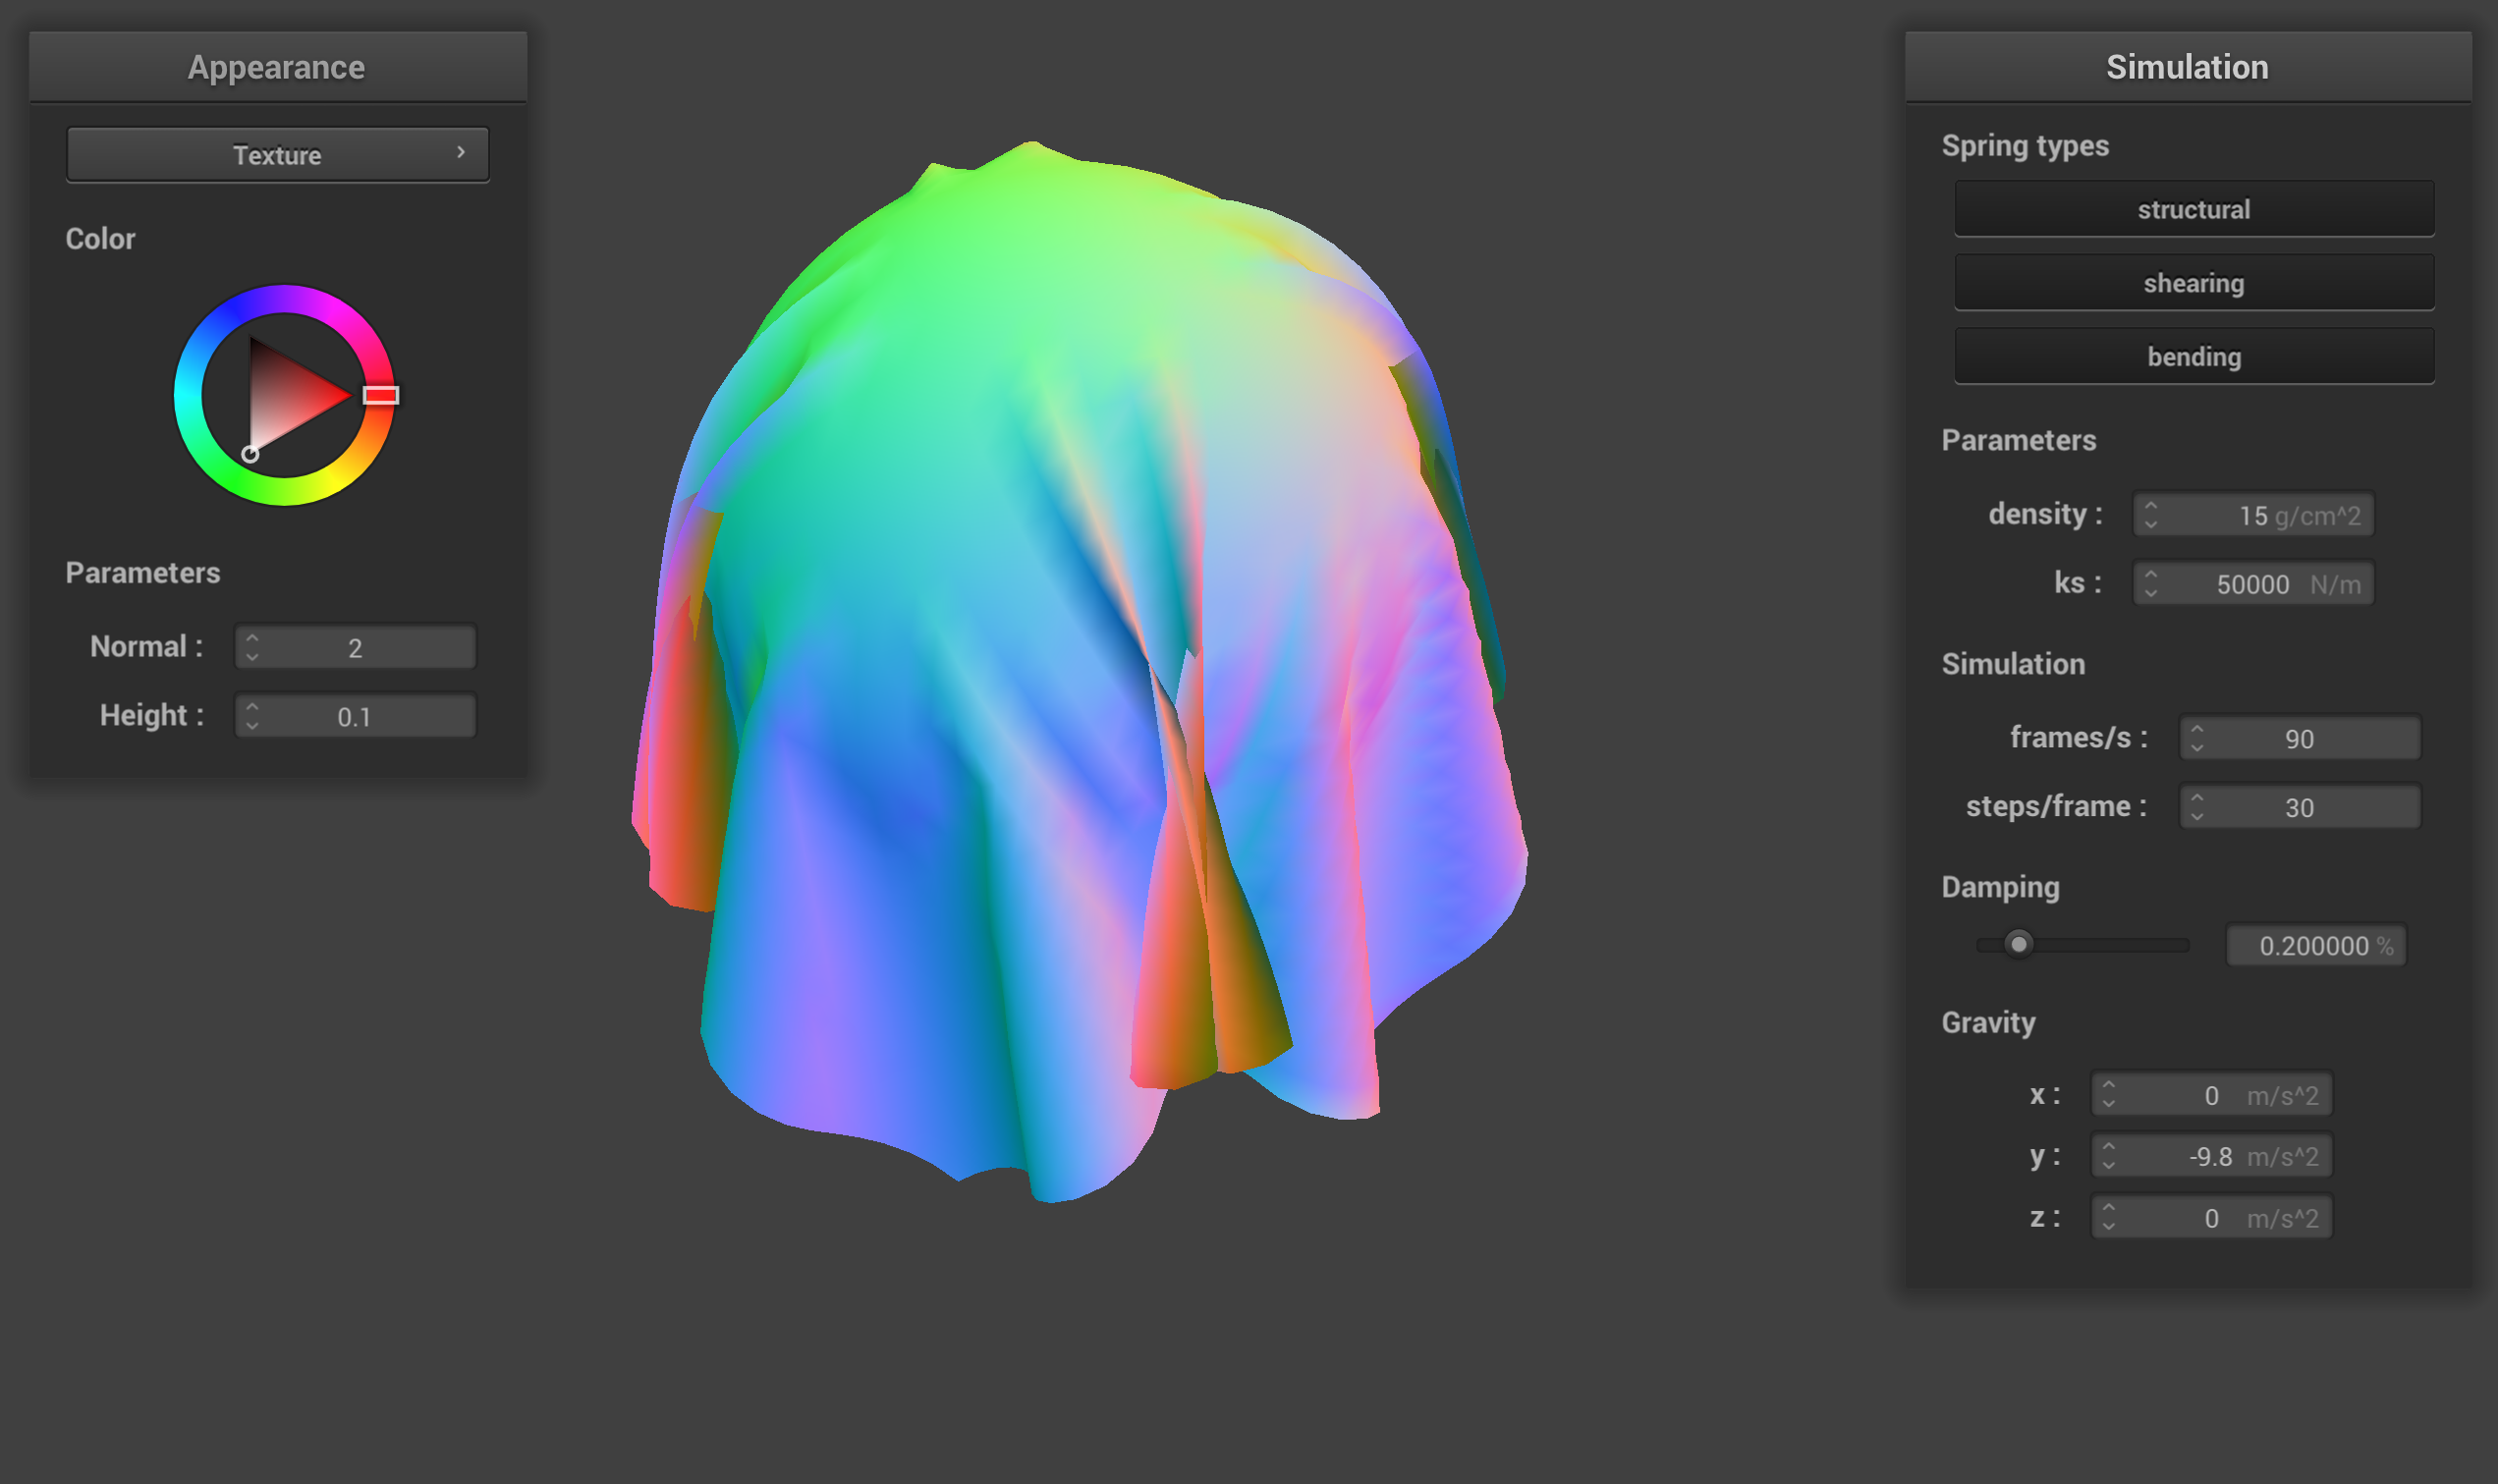 Appearance
Texture
Color
Parameters
Normal : 2
Height : 0.1
Simulation
Spring types
structural
shearing
bending
Parameters
density : 15 g/cm^2
ks : 50000 N/m
Simulation
frames/s : 90
steps/frame : 30
Damping
0.200000 %
Gravity
x : 0 m/s^2
y : -9.8 m/s^2
z : 0 m/s^2